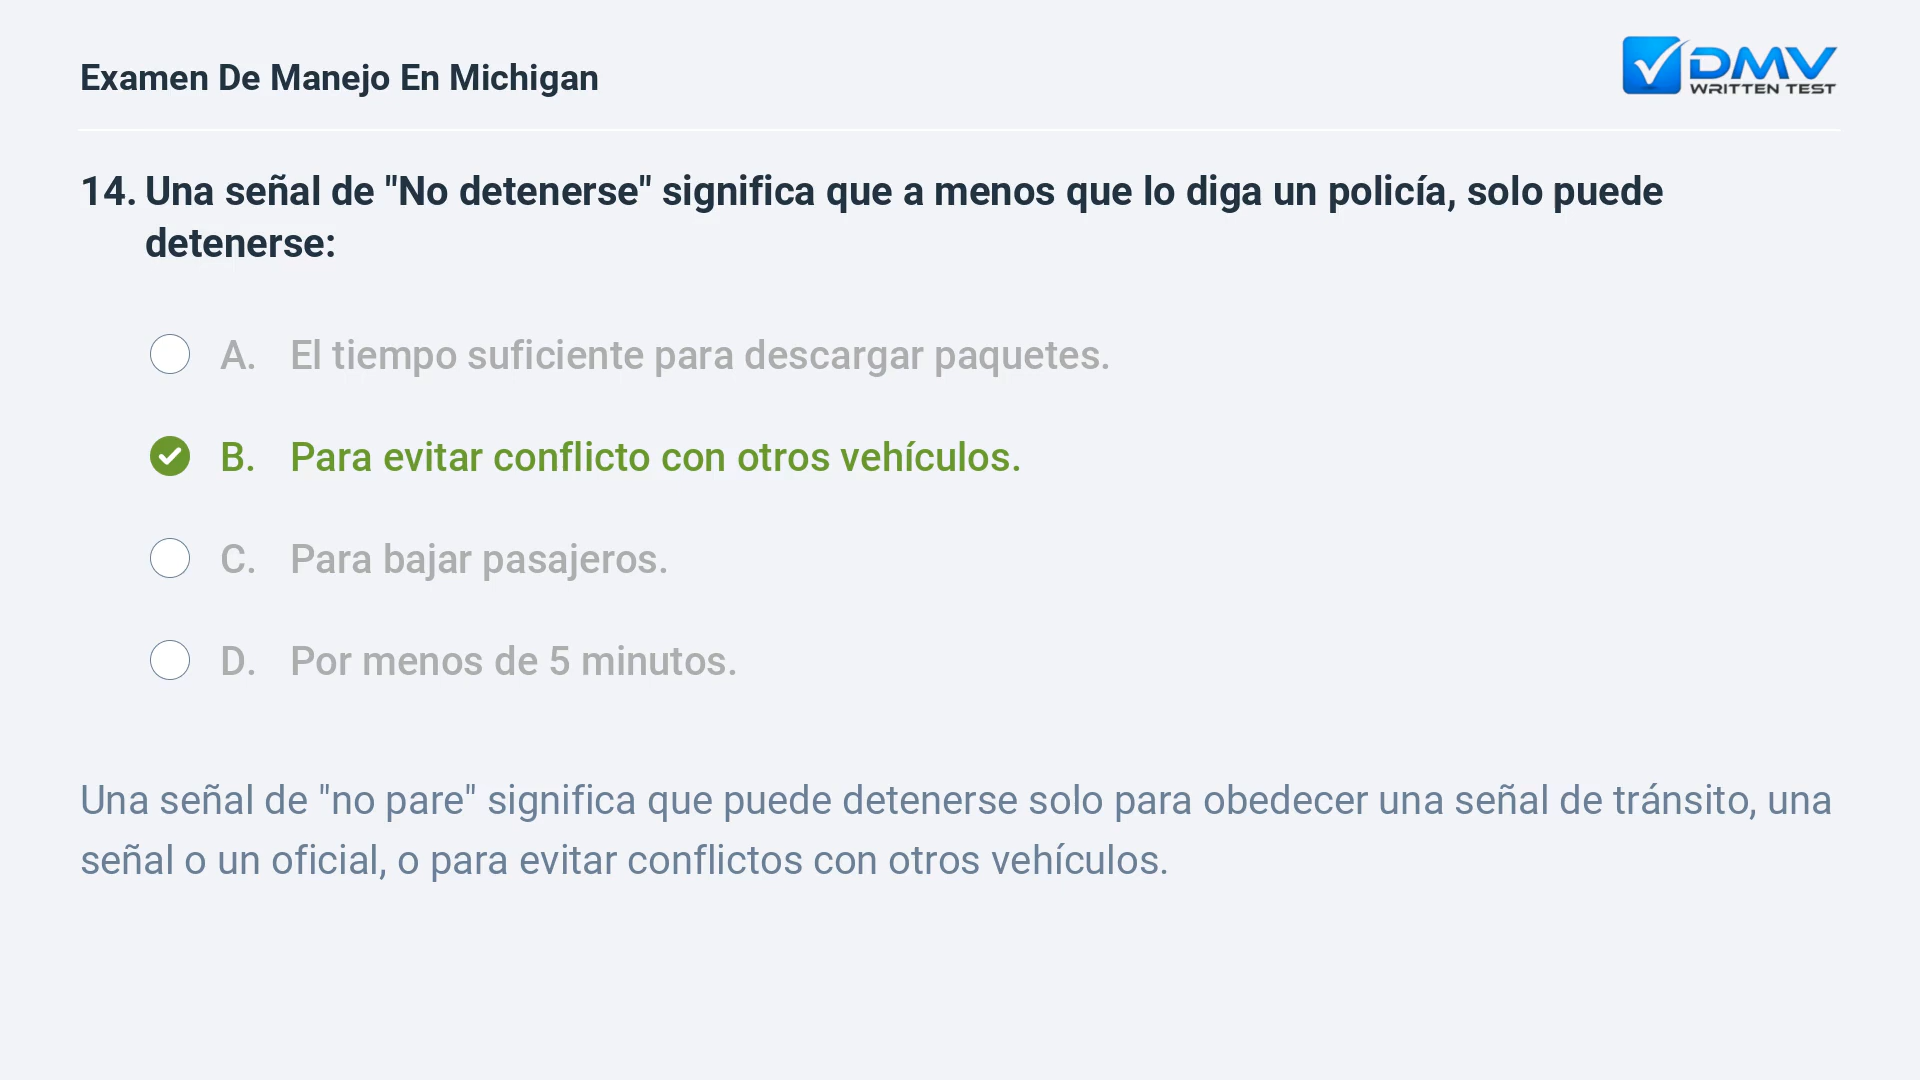 Examen De Manejo En Michigan
DMV
WRITTEN TEST
14. Una señal de "No detenerse" significa que a menos que lo diga un policía, solo puede
detenerse:
A. El tiempo suficiente para descargar paquetes.
B. Para evitar conflicto con otros vehículos.
C. Para bajar pasajeros.
D. Por menos de 5 minutos.
Una señal de "no pare" significa que puede detenerse solo para obedecer una señal de tránsito, una
señal o un oficial, o para evitar conflictos con otros vehículos.